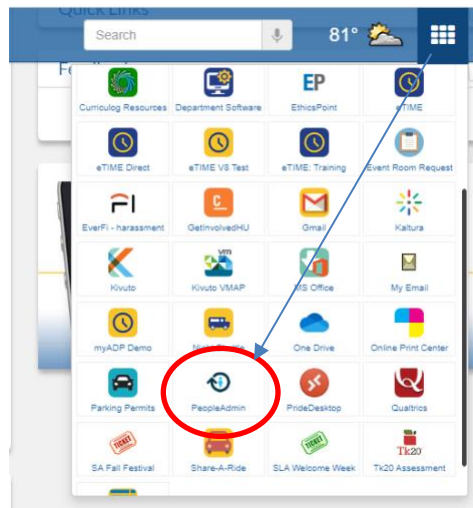 Quick Links
Search 81°
Curriculog Resources Department Software EthicsPoint eTIME
EP
eTIME Direct eTIME V8 Test eTIME: Training Event Room Request
EverFi - harassment GetInvolvedHU Gmail Kaltura
vm
Kivuto Kivuto VMAP MS Office My Email
myADP Demo One Drive Online Print Center
Parking Permits PeopleAdmin PrideDesktop Qualtrics
TICKET TICKET Tk20
SA Fall Festival Share-A-Ride SLA Welcome Week Tk20 Assessment